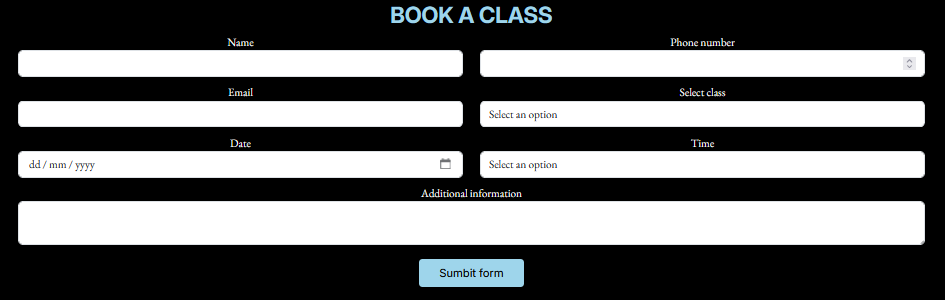 BOOK A CLASS
Name
Phone number
Email
Select class
Select an option
Date
Time
dd / mm / yyyy
Select an option
Additional information
Sumbit form